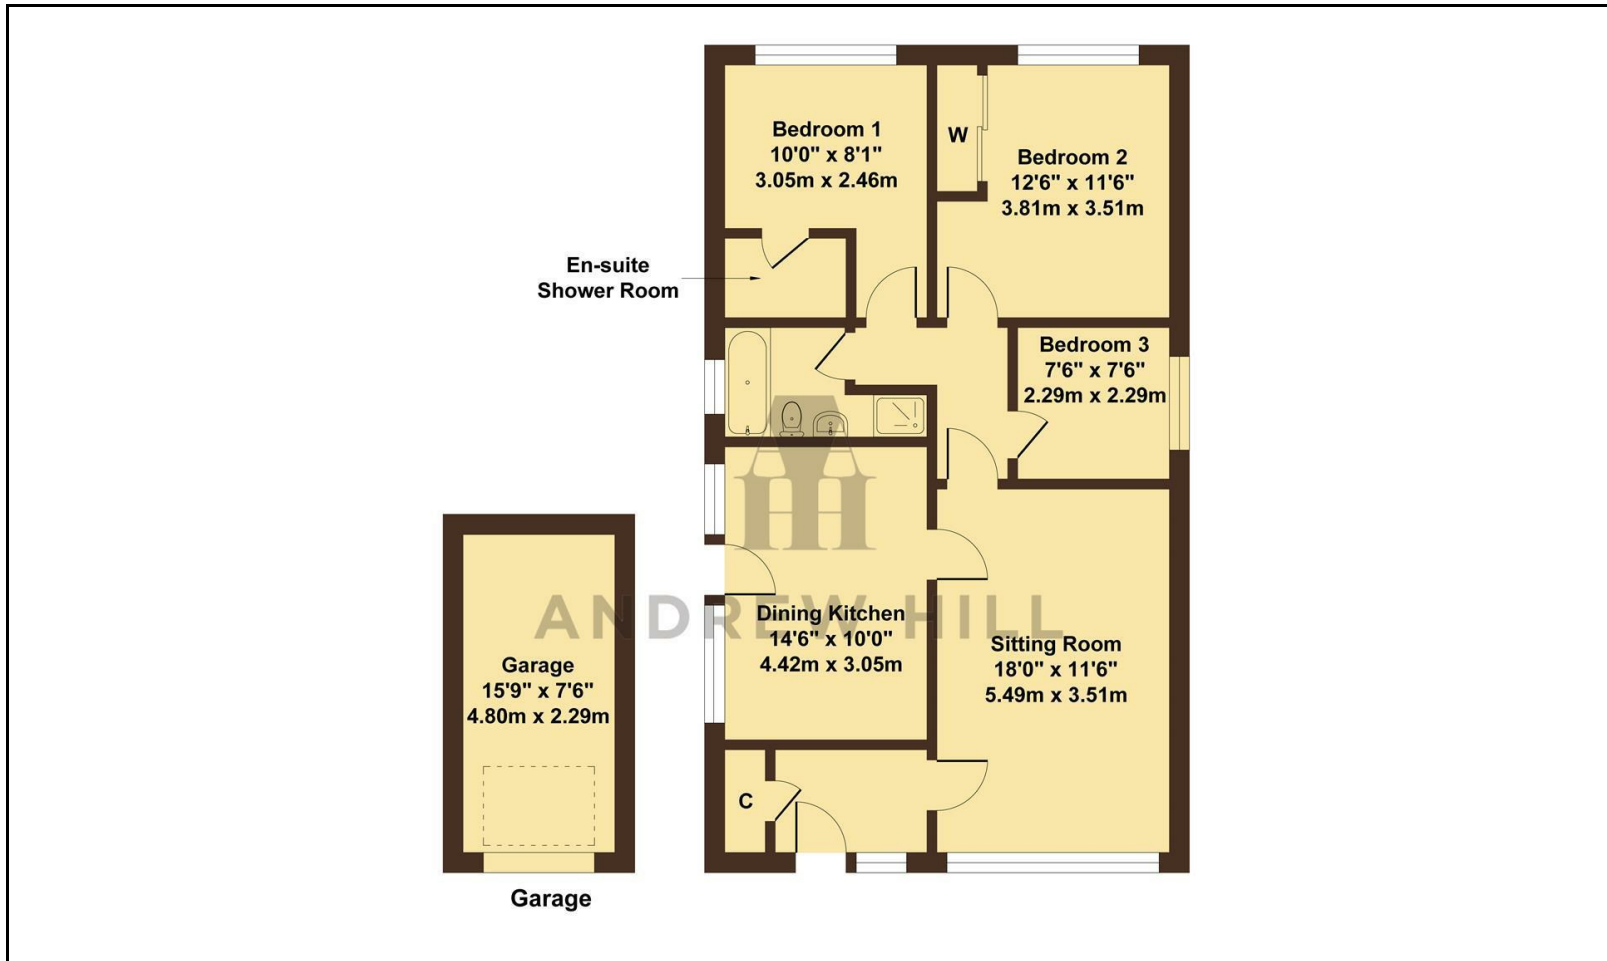 Bedroom 1
10'0" x 8'1"
3.05m x 2.46m
W
Bedroom 2
12'6" x 11'6"
3.81m x 3.51m
En-suite
Shower Room
Bedroom 3
7'6" x 7'6"
2.29m x 2.29m
ANDREW HILL
Dining Kitchen
14'6" x 10'0"
4.42m x 3.05m
Sitting Room
18'0" x 11'6"
5.49m x 3.51m
Garage
15'9" x 7'6"
4.80m x 2.29m
C
Garage